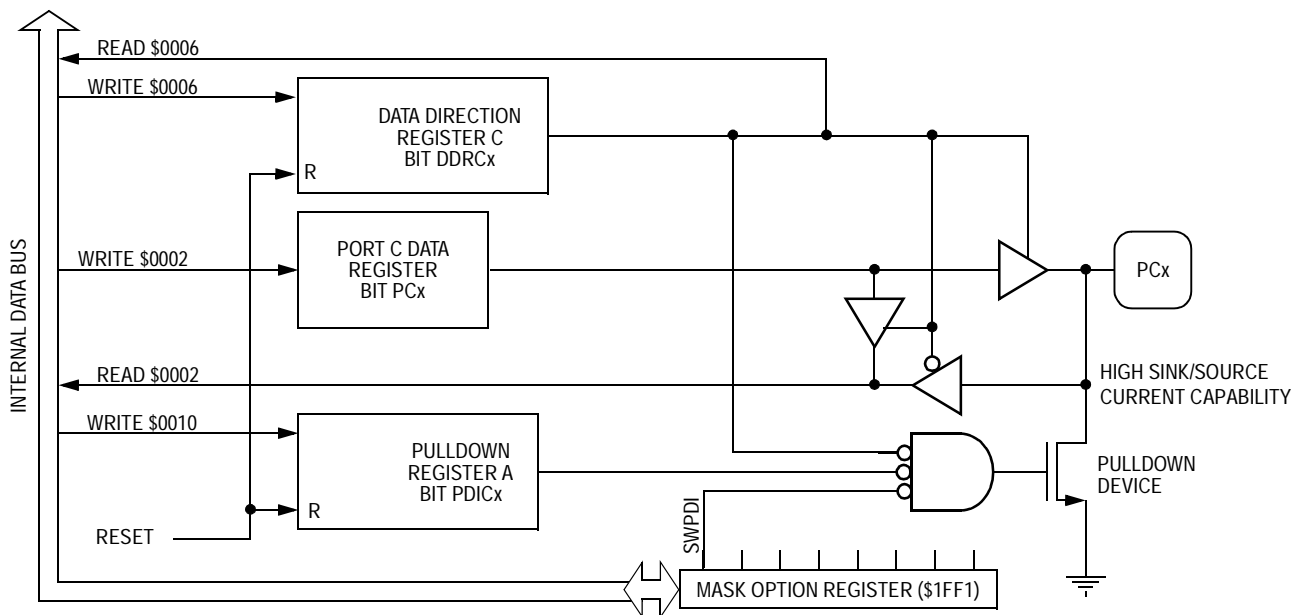 READ $0006
WRITE $0006
DATA DIRECTION
REGISTER C
BIT DDRCx
R
INTERNAL DATA BUS
WRITE $0002
PORT C DATA
REGISTER
BIT PCx
PCx
READ $0002
HIGH SINK/SOURCE
CURRENT CAPABILITY
WRITE $0010
PULLDOWN
REGISTER A
BIT PDICx
R
PULLDOWN
DEVICE
RESET
SWPDI
MASK OPTION REGISTER ($1FF1)